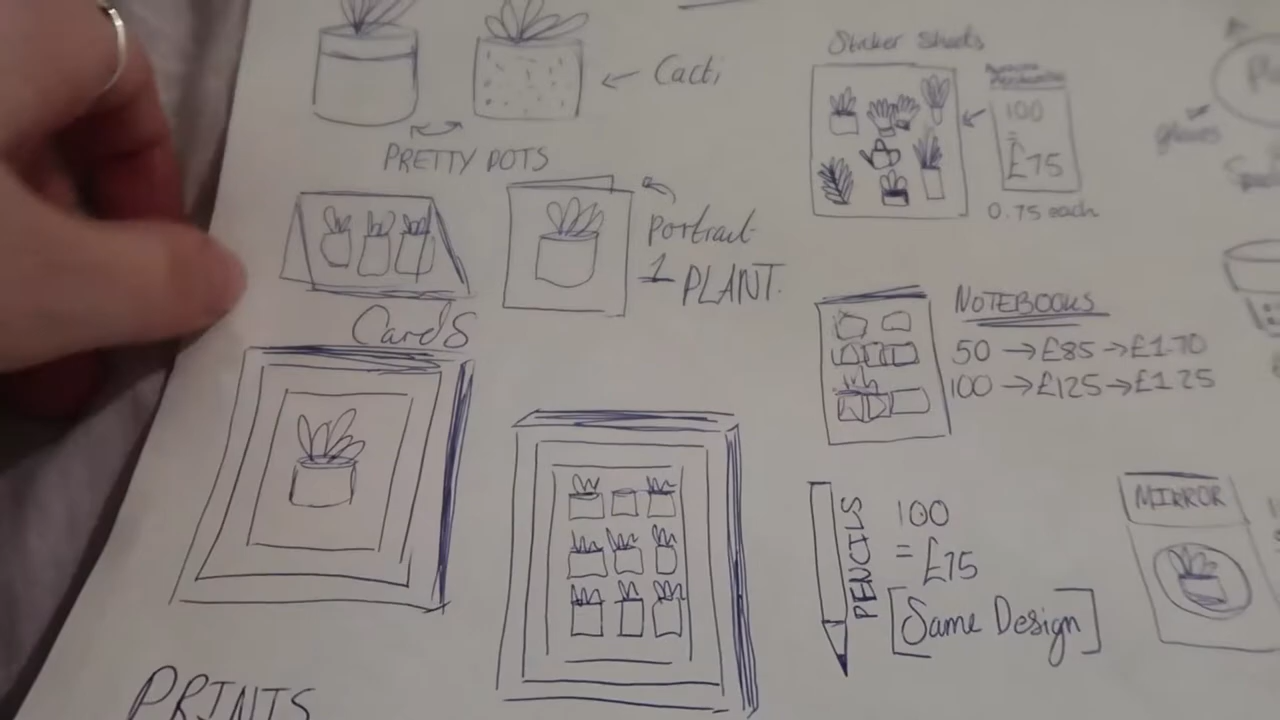 Cacti
PRETTY POTS
Cards
Portrait
1 PLANT.
PRINTS
Sticker Sheets
100
=
£75
0.75 each
NOTEBOOKS
50 → £85 → £1.70
100 → £125 → £1.25
PENCILS
100
= £75
[Same Design]
MIRROR
gloves